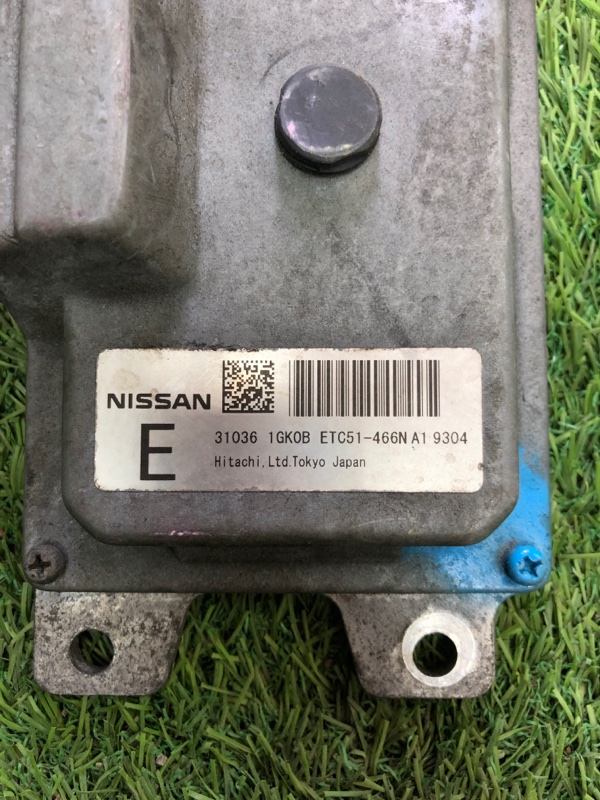 NISSAN
E
31036 1GK0B ETC51-466N A1 9304
Hitachi,Ltd.Tokyo Japan